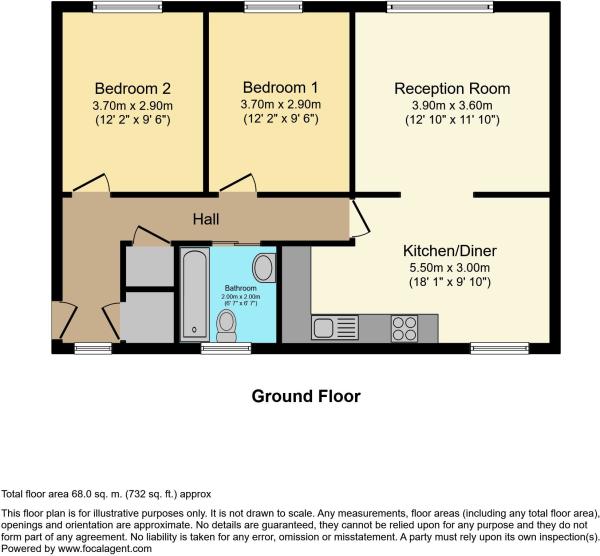 Bedroom 2
3.70m x 2.90m
(12' 2" x 9' 6")
Bedroom 1
3.70m x 2.90m
(12' 2" x 9' 6")
Reception Room
3.90m x 3.60m
(12' 10" x 11' 10")
Hall
Kitchen/Diner
5.50m x 3.00m
(18' 1" x 9' 10")
Bathroom
2.00m x 2.00m
(6' 7" x 6' 7")
Ground Floor
Total floor area 68.0 sq. m. (732 sq. ft.) approx
This floor plan is for illustrative purposes only. It is not drawn to scale. Any measurements, floor areas (including any total floor area),
openings and orientation are approximate. No details are guaranteed, they cannot be relied upon for any purpose and they do not
form part of any agreement. No liability is taken for any error, omission or misstatement. A party must rely upon its own inspection(s).
Powered by www.focalagent.com